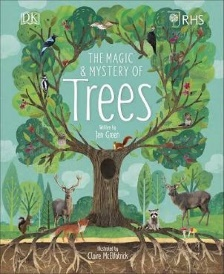 DK
RHS
THE MAGIC
& MYSTERY OF
Trees
Written by
Jen Green
Illustrated by
Claire McElfatrick